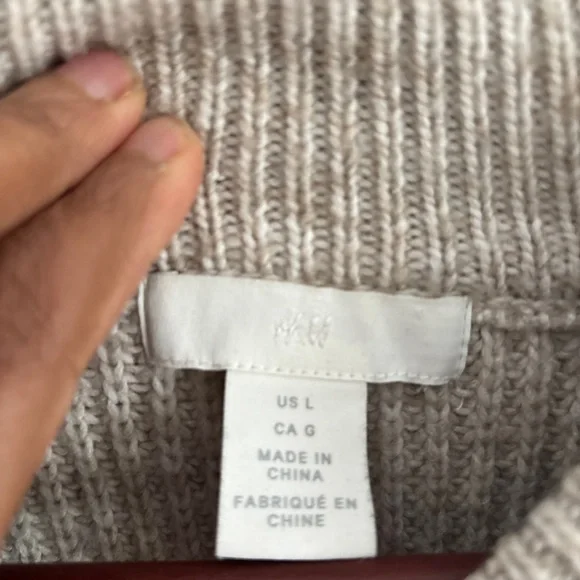 H&M
US L
CA G
MADE IN
CHINA
FABRIQUÉ EN
CHINE